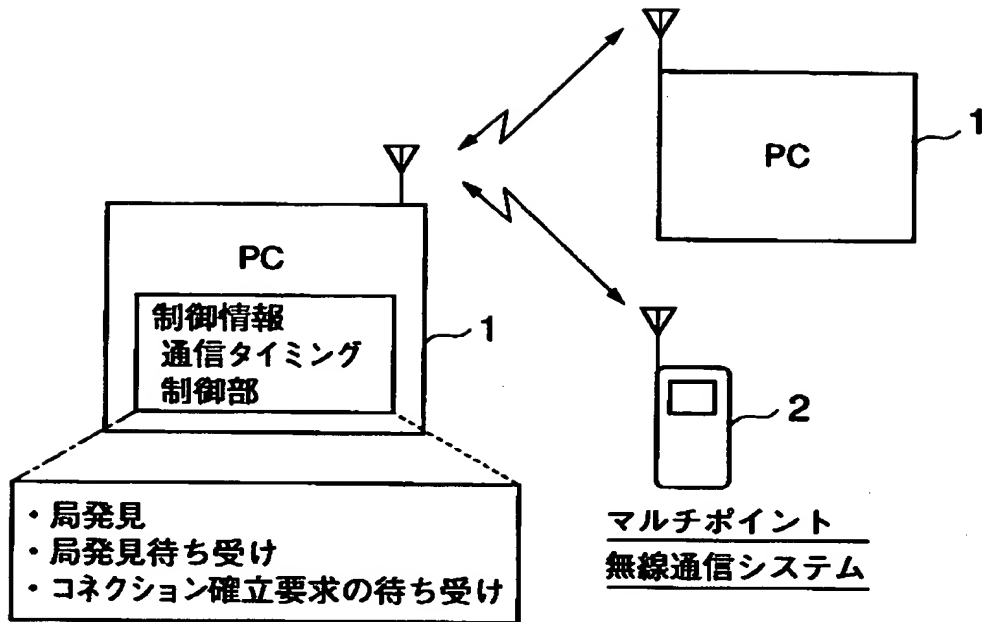 PC
1
PC
制御情報
通信タイミング
制御部
1
2
・局発見
・局発見待ち受け
・コネクション確立要求の待ち受け
マルチポイント
無線通信システム